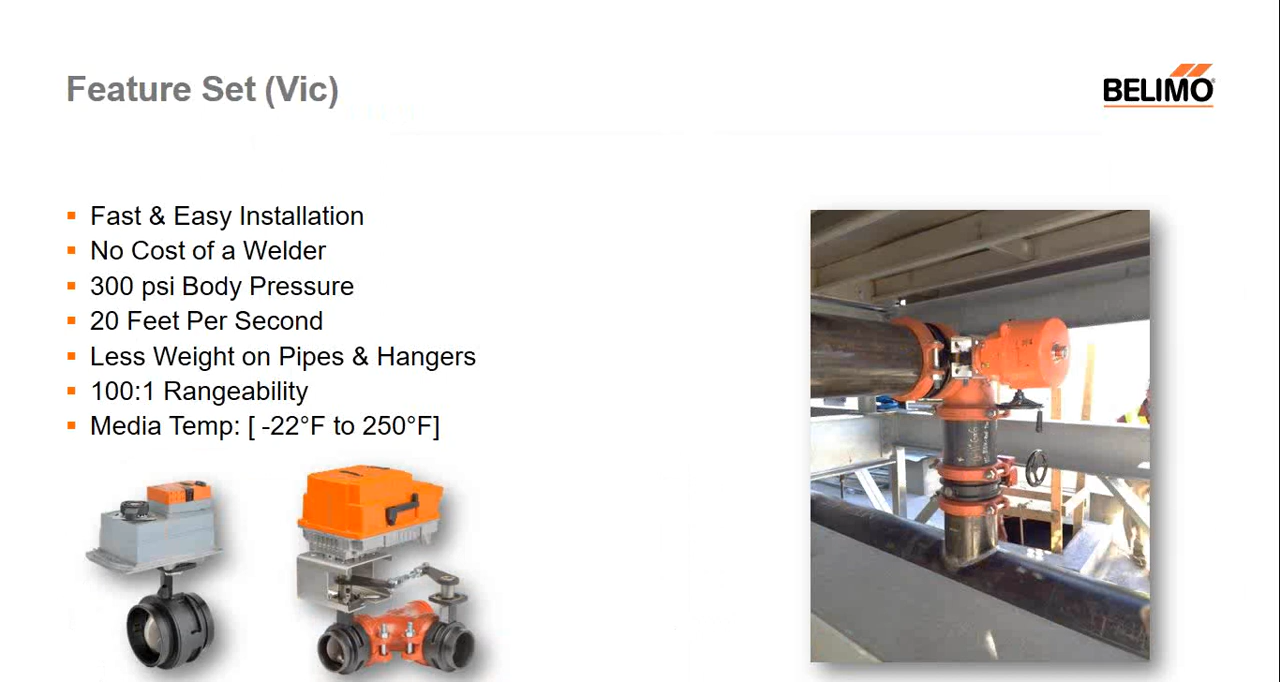 Feature Set (Vic)
BELIMO
Fast & Easy Installation
No Cost of a Welder
300 psi Body Pressure
20 Feet Per Second
Less Weight on Pipes & Hangers
100:1 Rangeability
Media Temp: [ -22°F to 250°F]